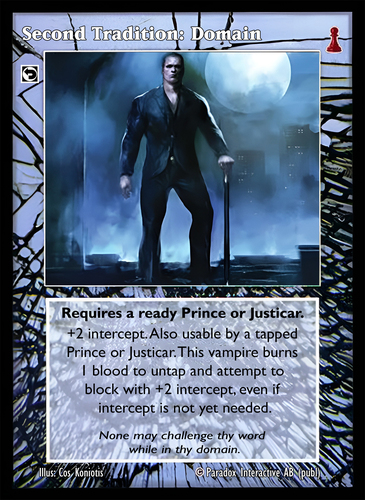 Second Tradition: Domain
Requires a ready Prince or Justicar.
+2 intercept. Also usable by a tapped
Prince or Justicar. This vampire burns
1 blood to untap and attempt to
block with +2 intercept, even if
intercept is not yet needed.
None may challenge thy word
while in thy domain.
Illus: Cos Koniotis
© Paradox Interactive AB (publ)